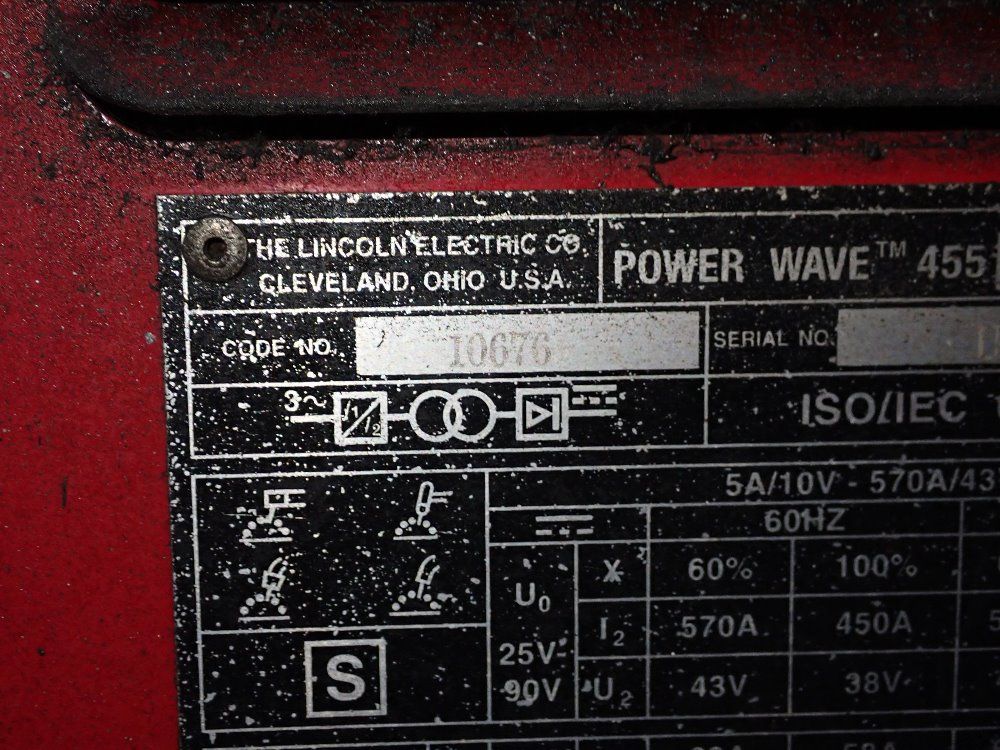 THE LINCOLN ELECTRIC CO.
CLEVELAND, OHIO U.S.A.
POWER WAVE™ 455
CODE NO. 10676
SERIAL NO.
3~
ISO/IEC
5A/10V - 570A/43
60HZ
U0 X 60% 100%
I2 570A 450A
25V-
90V U2 43V 38V
S